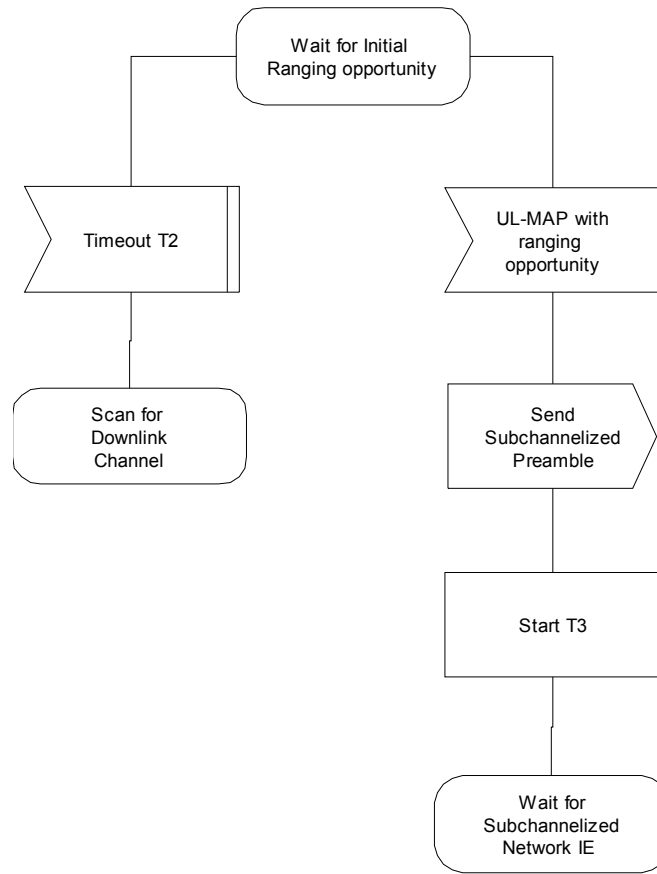 Wait for Initial
Ranging opportunity
Timeout T2
UL-MAP with
ranging
opportunity
Scan for
Downlink
Channel
Send
Subchannelized
Preamble
Start T3
Wait for
Subchannelized
Network IE